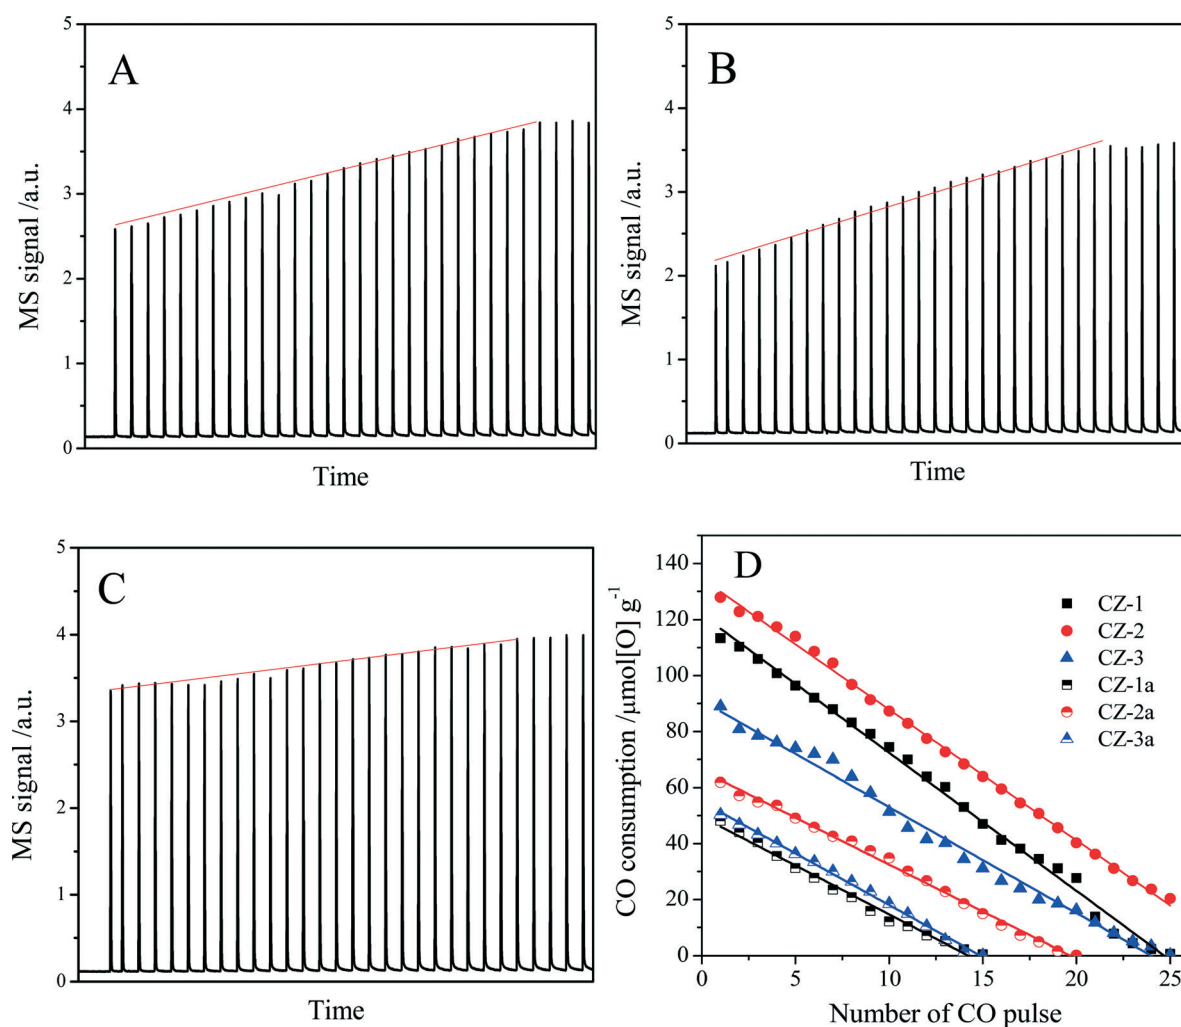 A
MS signal /a.u.
5
4
3
2
1
0
Time
B
MS signal /a.u.
5
4
3
2
1
0
Time
C
MS signal /a.u.
5
4
3
2
1
0
Time
D
CO consumption /μmol[O] g⁻¹
140
120
100
80
60
40
20
0
CZ-1
CZ-2
CZ-3
CZ-1a
CZ-2a
CZ-3a
0 5 10 15 20 25
Number of CO pulse